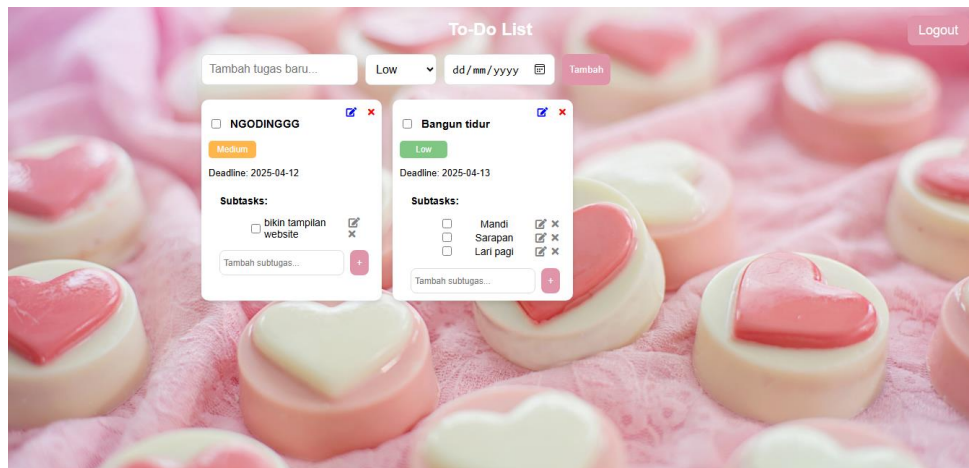 To-Do List
Logout
Tambah tugas baru...
Low
dd/mm/yyyy
Tambah
NGODINGGG
Medium
Deadline: 2025-04-12
Subtasks:
bikin tampilan
website
Tambah subtugas...
+
Bangun tidur
Low
Deadline: 2025-04-13
Subtasks:
Mandi
Sarapan
Lari pagi
Tambah subtugas...
+